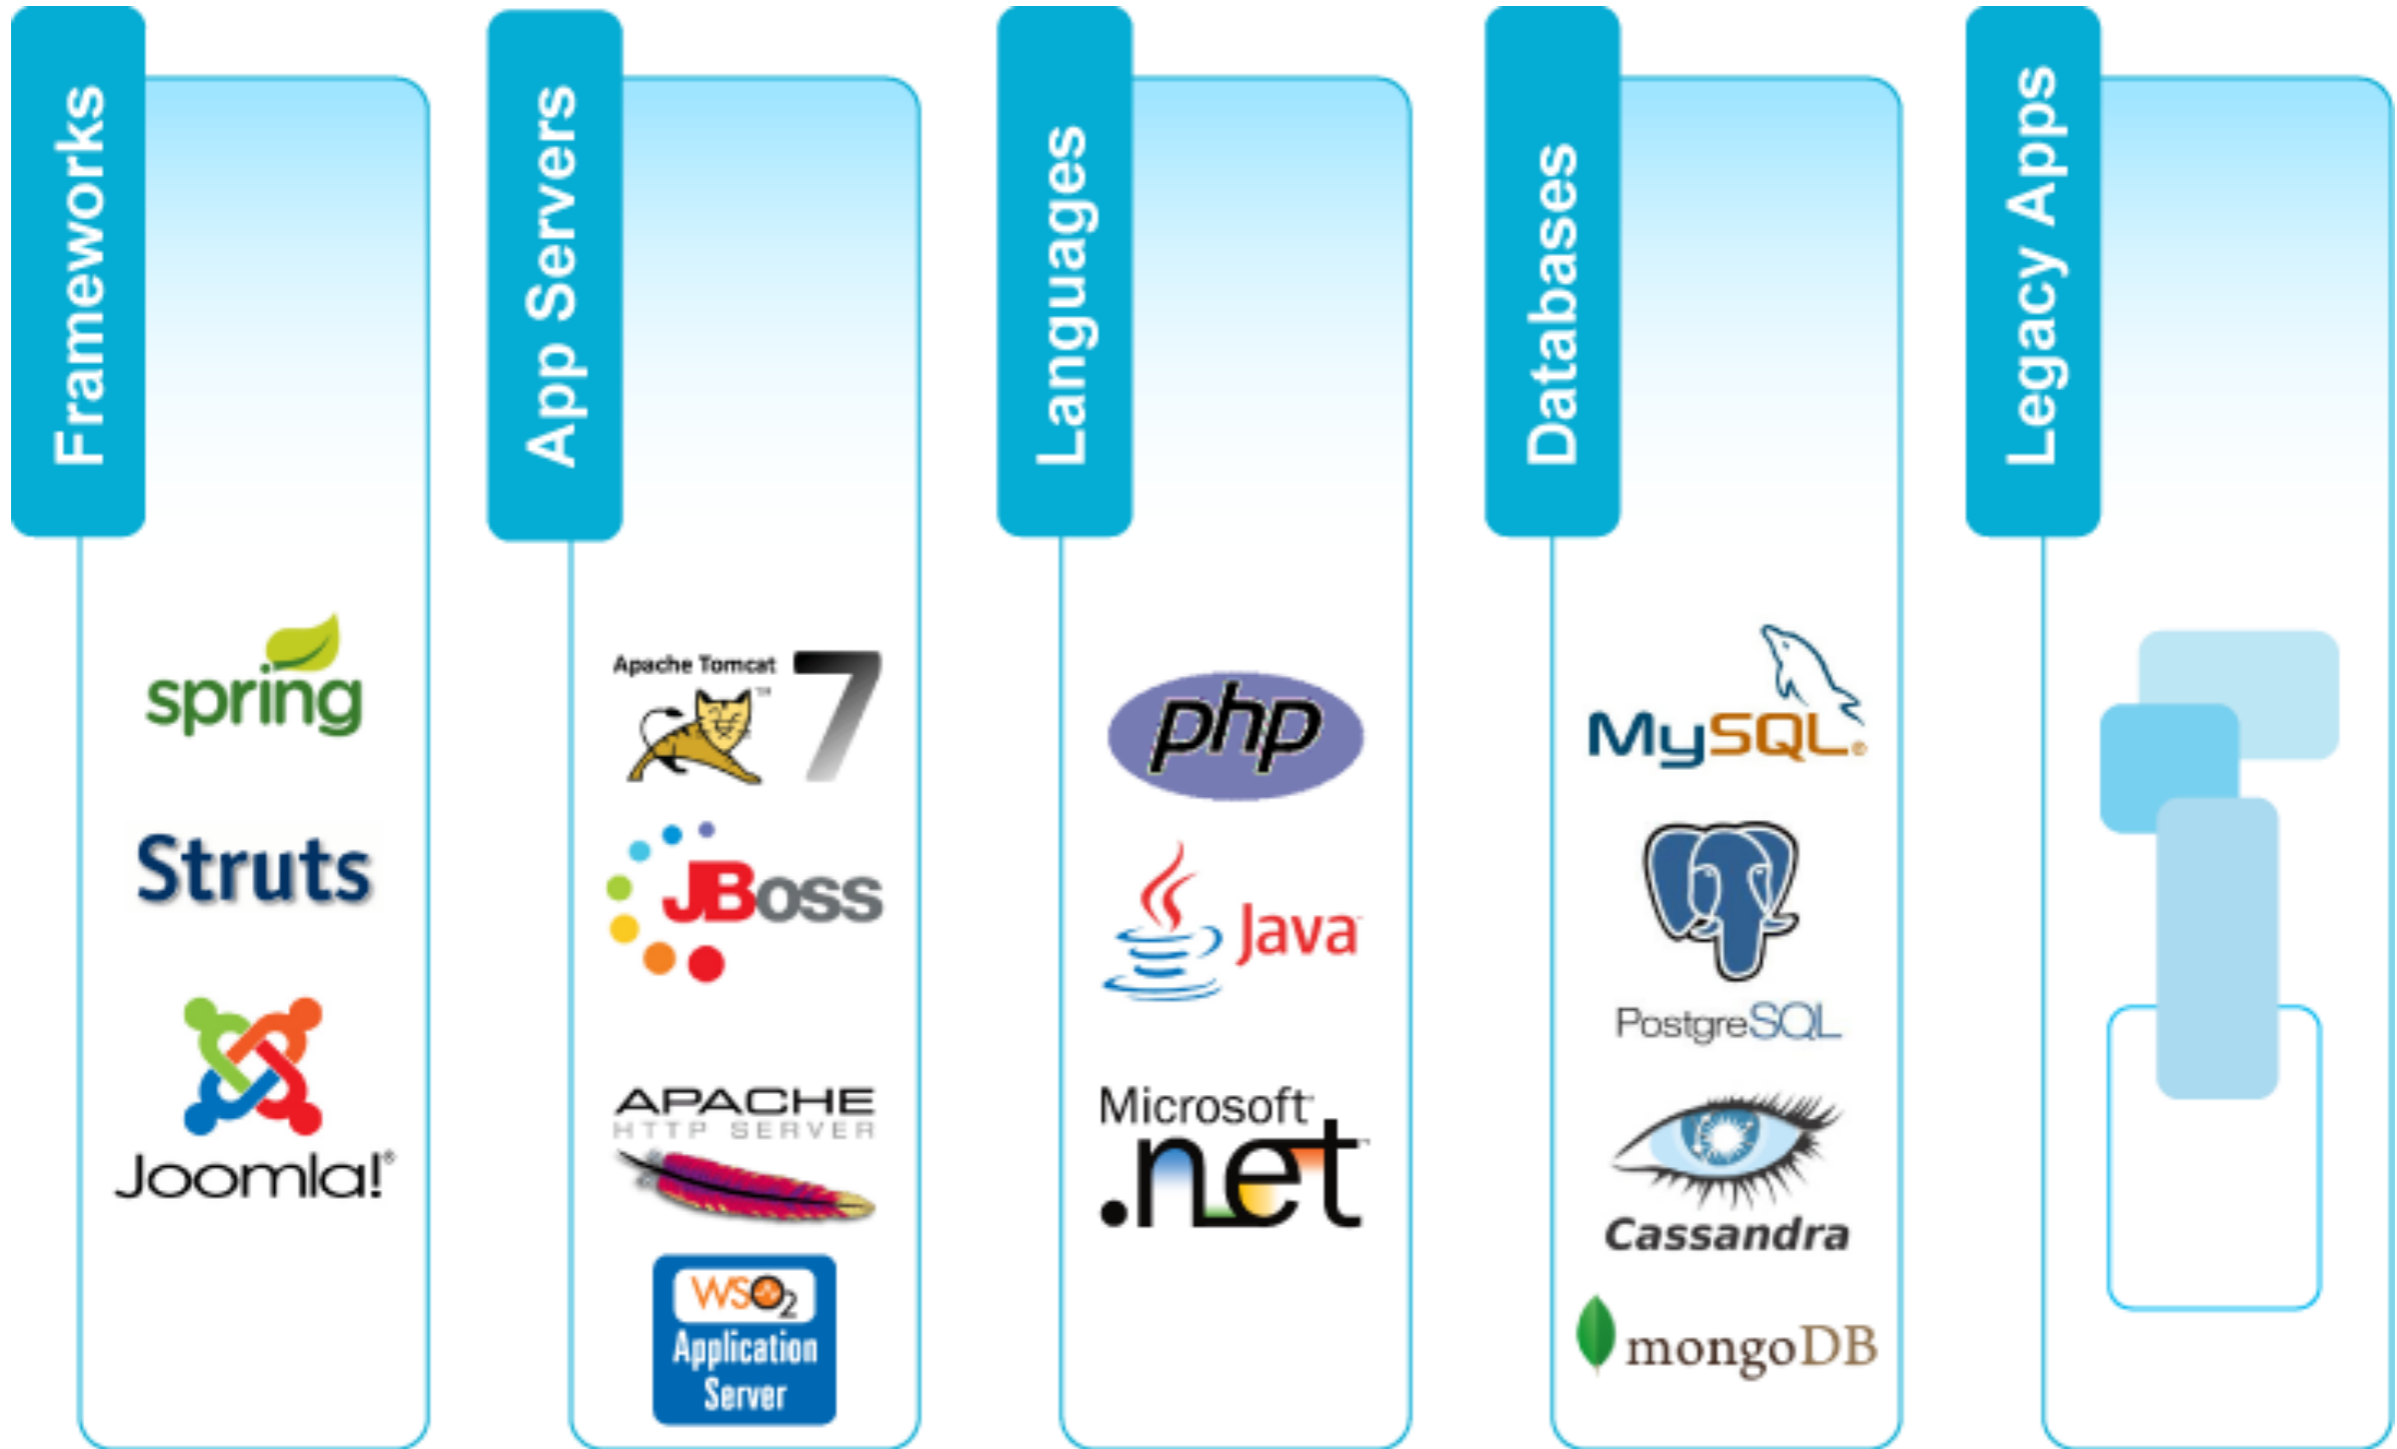 Frameworks
spring
Struts
Joomla!®
App Servers
Apache Tomcat 7
TM
JBoss
APACHE
HTTP SERVER
WSO2
Application
Server
Languages
php
Java
Microsoft
.net
Databases
MySQL®
PostgreSQL
Cassandra
mongoDB
Legacy Apps